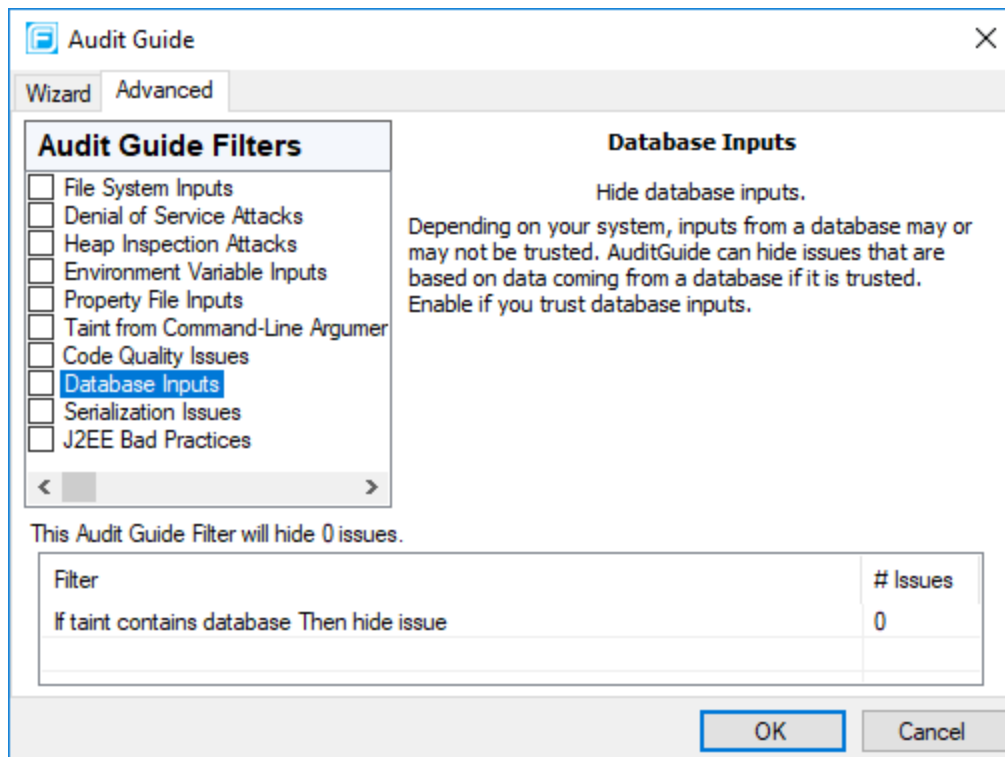 Audit Guide
Wizard
Advanced
Audit Guide Filters
File System Inputs
Denial of Service Attacks
Heap Inspection Attacks
Environment Variable Inputs
Property File Inputs
Taint from Command-Line Argumer
Code Quality Issues
Database Inputs
Serialization Issues
J2EE Bad Practices
Database Inputs
Hide database inputs.
Depending on your system, inputs from a database may or
may not be trusted. AuditGuide can hide issues that are
based on data coming from a database if it is trusted.
Enable if you trust database inputs.
This Audit Guide Filter will hide 0 issues.
Filter # Issues
If taint contains database Then hide issue 0
OK Cancel